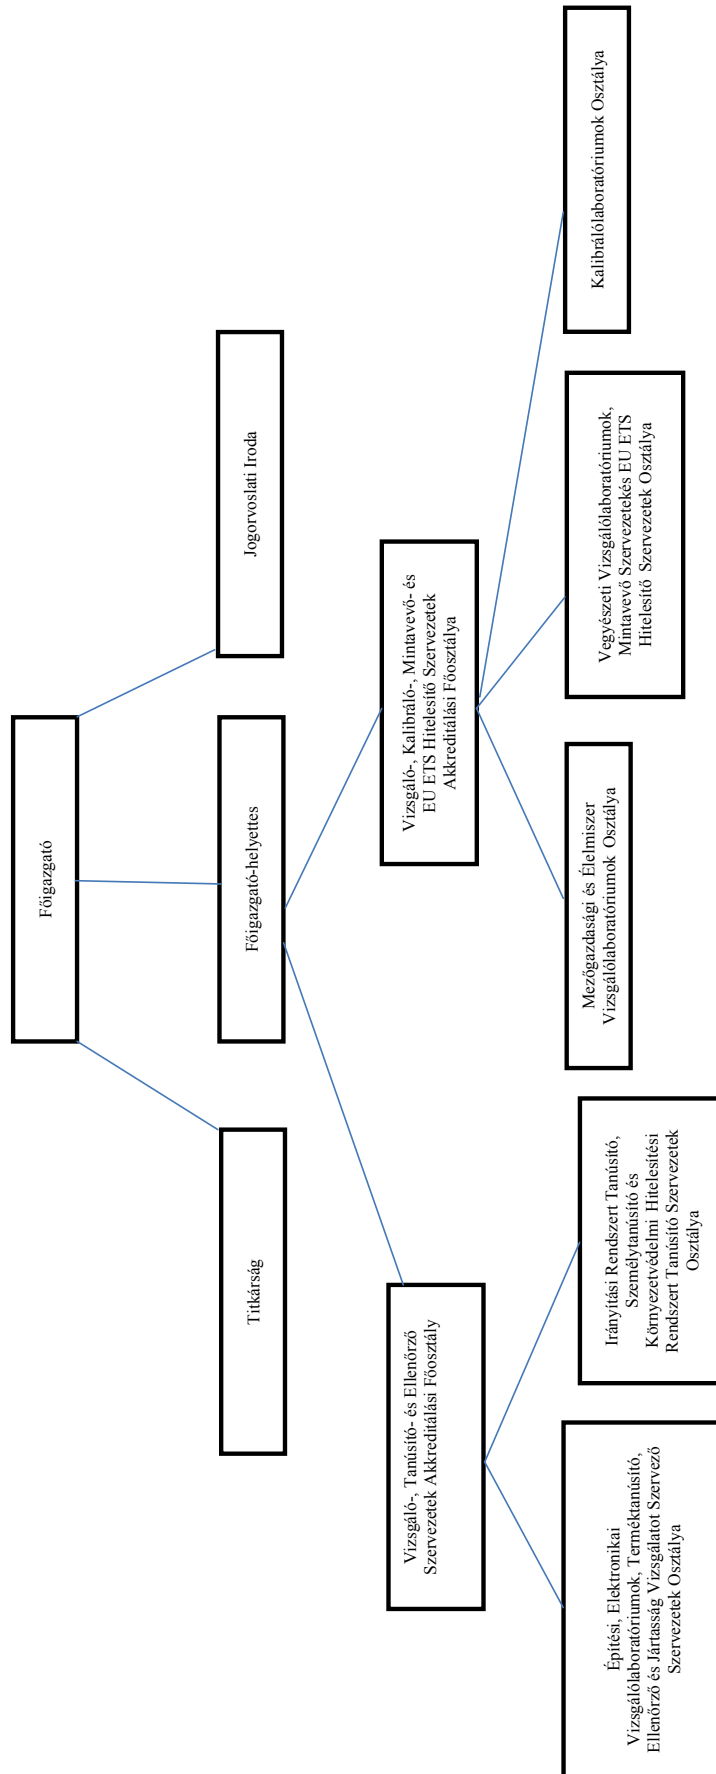 Főigazgató
Titkárság
Főigazgató-helyettes
Jogorvoslati Iroda
Vizsgáló-, Tanúsító- és Ellenőrző
Szervezetek Akkreditálási Főosztály
Vizsgáló-, Kalibráló-, Mintavevő- és
EU ETS Hitelesítő Szervezetek
Akkreditálási Főosztálya
Építési, Elektronikai
Vizsgálólaboratóriumok, Terméktanúsító,
Ellenőrző és Jártasság Vizsgálatot Szervező
Szervezetek Osztálya
Irányítási Rendszert Tanúsító,
Személytanúsító és
Környezetvédelmi Hitelesítési
Rendszert Tanúsító Szervezetek
Osztálya
Mezőgazdasági és Élelmiszer
Vizsgálólaboratóriumok Osztálya
Vegyészeti Vizsgálólaboratóriumok,
Mintavevő Szervezetekés EU ETS
Hitelesítő Szervezetek Osztálya
Kalibrálólaboratóriumok Osztálya